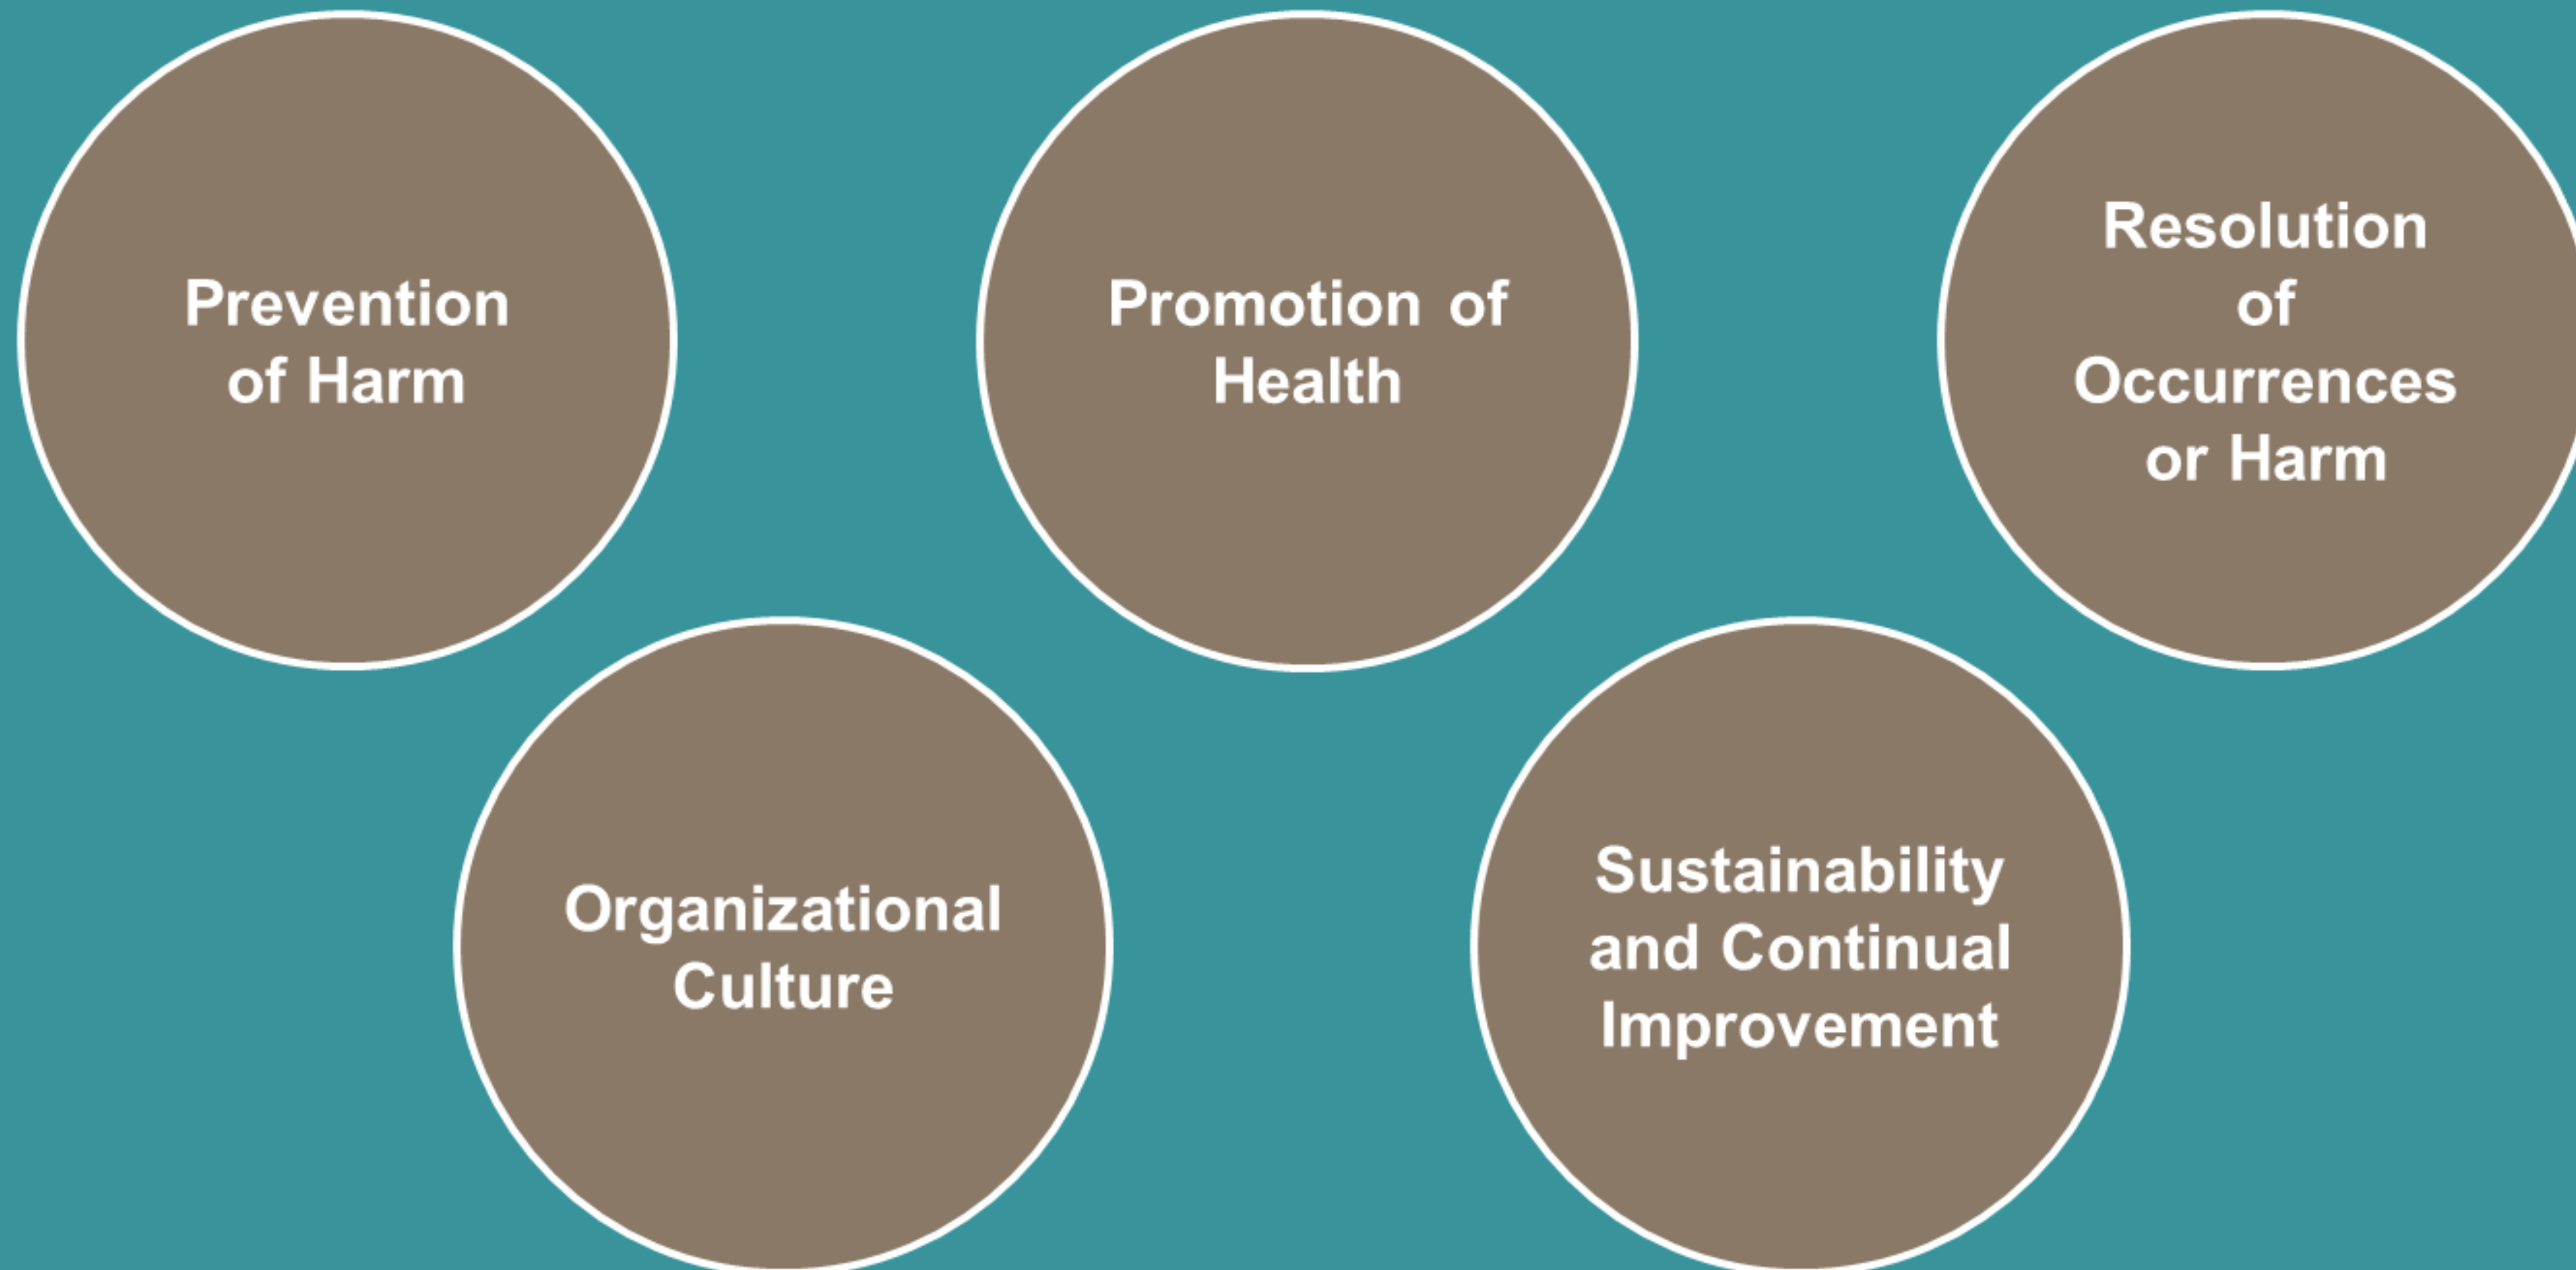 Prevention
of Harm
Promotion of
Health
Resolution
of
Occurrences
or Harm
Organizational
Culture
Sustainability
and Continual
Improvement